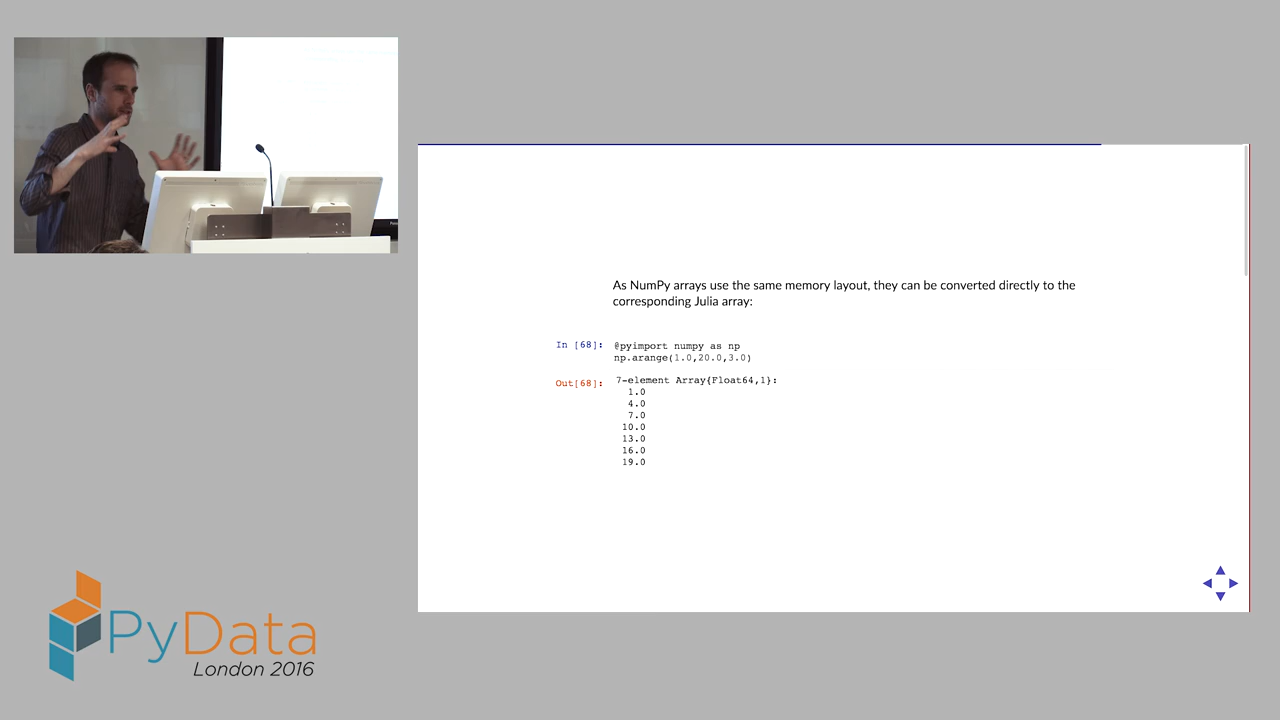 As NumPy arrays use the same memory layout, they can be converted directly to the
corresponding Julia array:
In [68]: @pyimport numpy as np
np.arange(1.0,20.0,3.0)
Out[68]: 7-element Array{Float64,1}:
1.0
4.0
7.0
10.0
13.0
16.0
19.0
PyData
London 2016